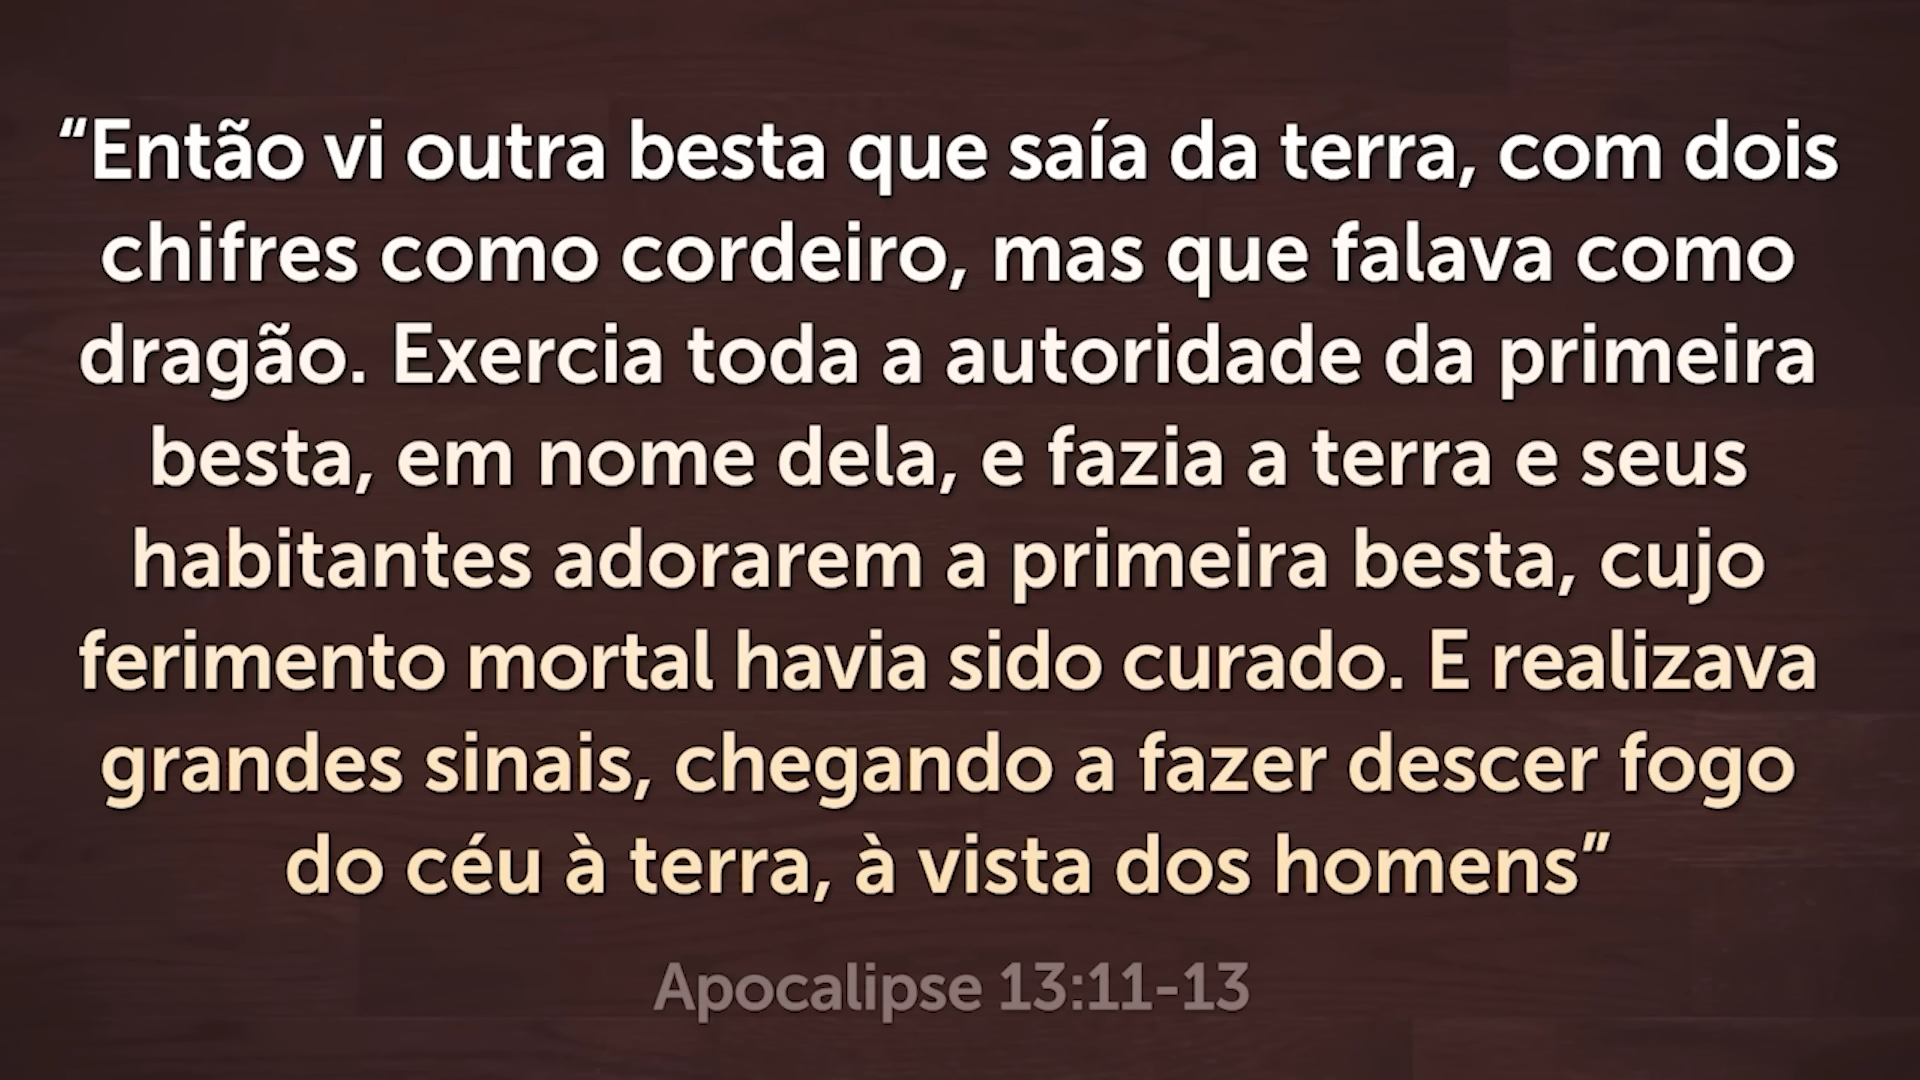 “Então vi outra besta que saía da terra, com dois
chifres como cordeiro, mas que falava como
dragão. Exercia toda a autoridade da primeira
besta, em nome dela, e fazia a terra e seus
habitantes adorarem a primeira besta, cujo
ferimento mortal havia sido curado. E realizava
grandes sinais, chegando a fazer descer fogo
do céu à terra, à vista dos homens”
Apocalipse 13:11-13